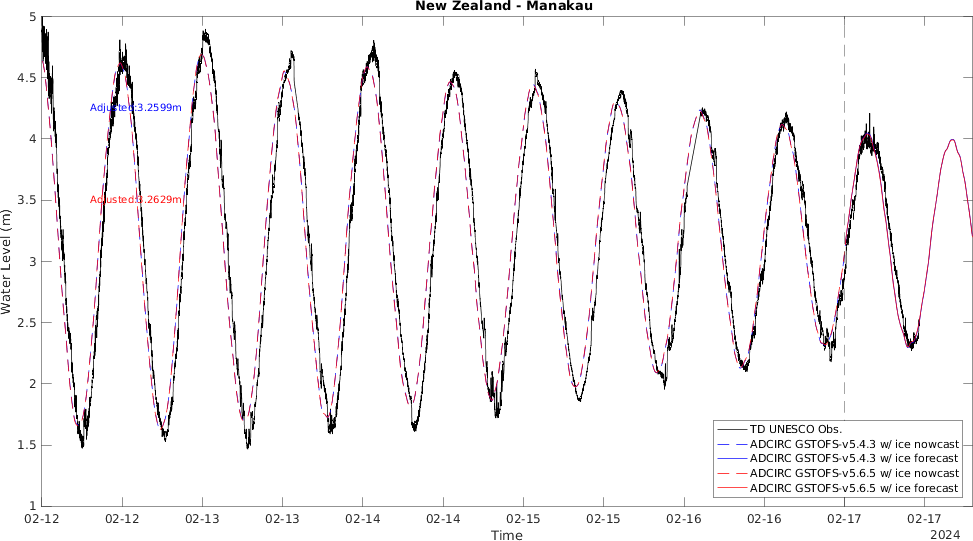 New Zealand - Manakau
5
4.5
4
3.5
3
2.5
2
1.5
1
Water Level (m)
Adjusted:3.2599m
Adjusted:3.2629m
TD UNESCO Obs.
ADCIRC GSTOFS-v5.4.3 w/ ice nowcast
ADCIRC GSTOFS-v5.4.3 w/ ice forecast
ADCIRC GSTOFS-v5.6.5 w/ ice nowcast
ADCIRC GSTOFS-v5.6.5 w/ ice forecast
02-12 02-12 02-13 02-13 02-14 02-14 02-15 02-15 02-16 02-16 02-17 02-17
Time
2024